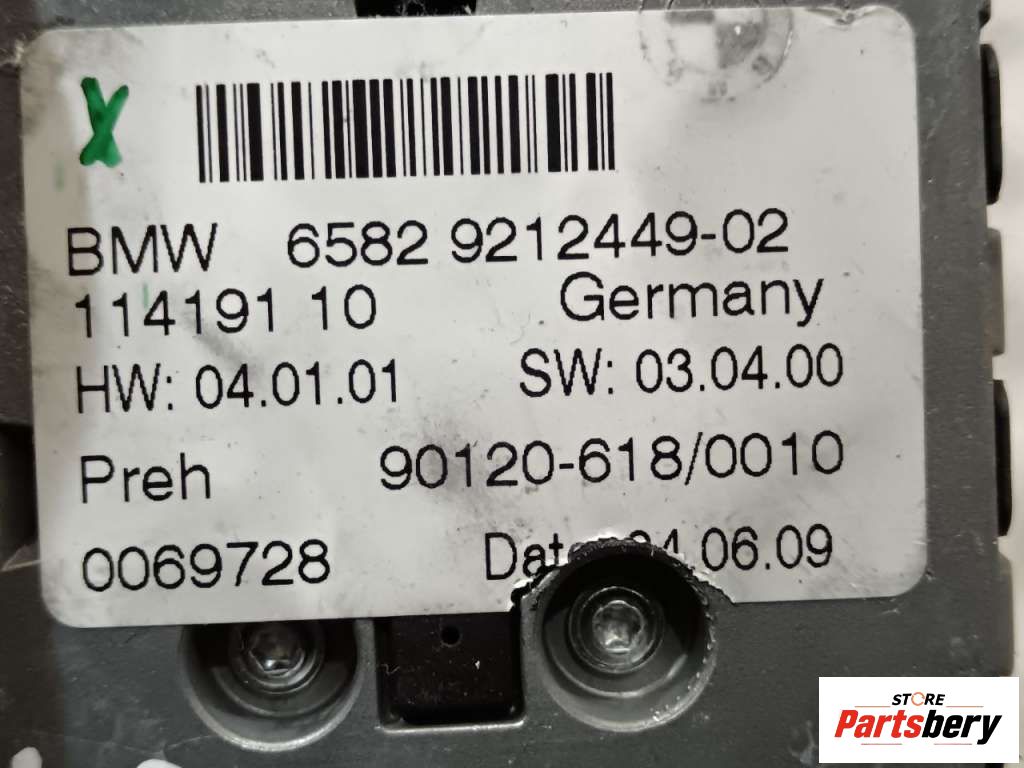 X
BMW 6582 9212449-02
114191 10 Germany
HW: 04.01.01 SW: 03.04.00
Preh 90120-618/0010
0069728 .06.09
STORE
Partsbery